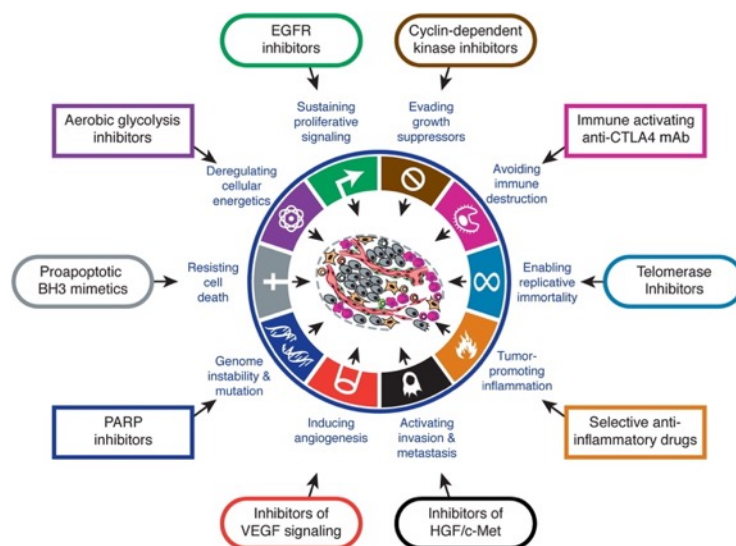 EGFR
inhibitors
Cyclin-dependent
kinase inhibitors
Sustaining
proliferative
signaling
Evading
growth
suppressors
Aerobic glycolysis
inhibitors
Immune activating
anti-CTLA4 mAb
Deregulating
cellular
energetics
Avoiding
immune
destruction
Proapoptotic
BH3 mimetics
Resisting
cell
death
Enabling
replicative
immortality
Telomerase
Inhibitors
Genome
instability &
mutation
Tumor-
promoting
inflammation
PARP
inhibitors
Inducing
angiogenesis
Activating
invasion &
metastasis
Selective anti-
inflammatory drugs
Inhibitors of
VEGF signaling
Inhibitors of
HGF/c-Met